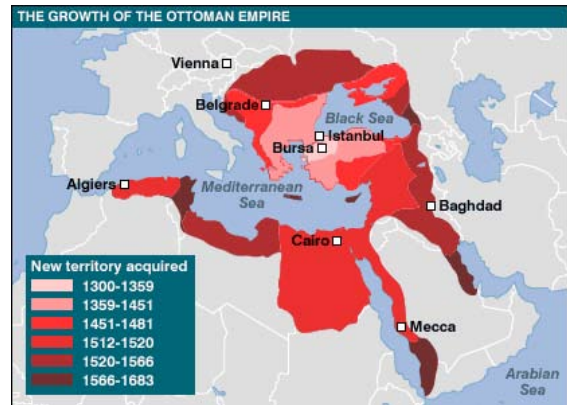 THE GROWTH OF THE OTTOMAN EMPIRE
Vienna
Belgrade
Black Sea
Istanbul
Bursa
Algiers
Mediterranean
Sea
Baghdad
Cairo
New territory acquired
1300-1359
1359-1451
1451-1481
1512-1520
1520-1566
1566-1683
Mecca
Arabian
Sea